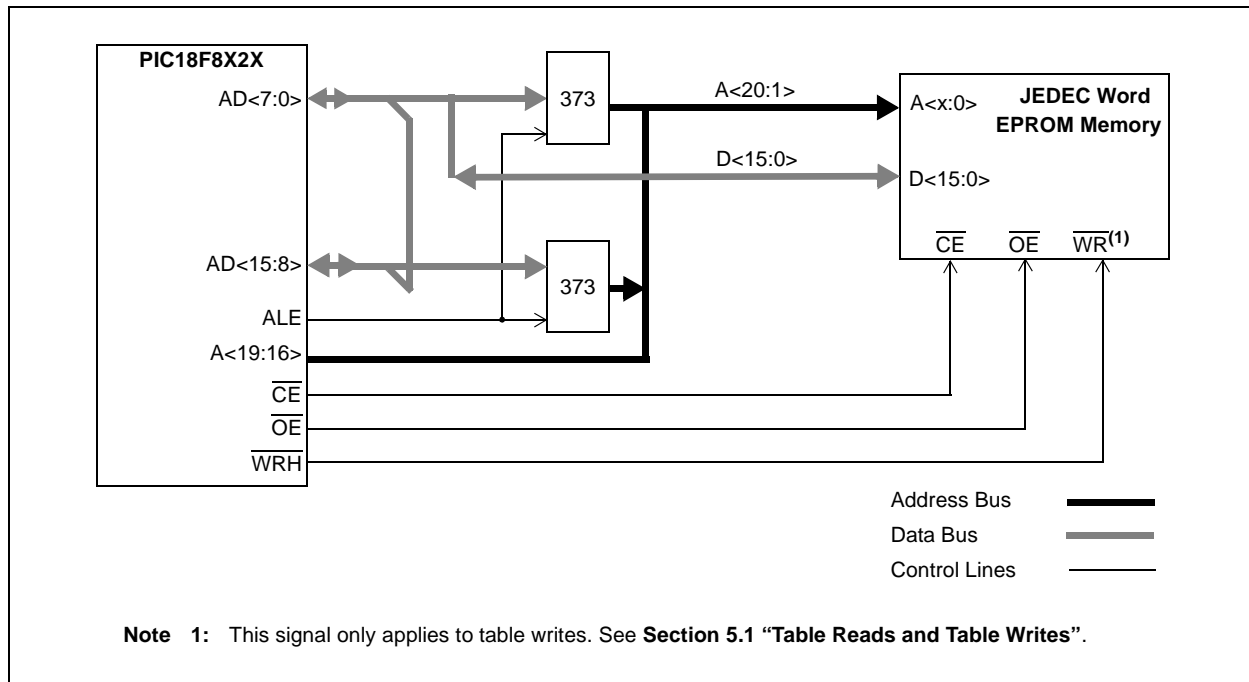 PIC18F8X2X
AD<7:0>
373
A<20:1>
A<x:0>
JEDEC Word
EPROM Memory
D<15:0>
D<15:0>
CE
OE
WR(1)
AD<15:8>
373
ALE
A<19:16>
CE
OE
WRH
Address Bus
Data Bus
Control Lines
Note 1: This signal only applies to table writes. See Section 5.1 “Table Reads and Table Writes”.